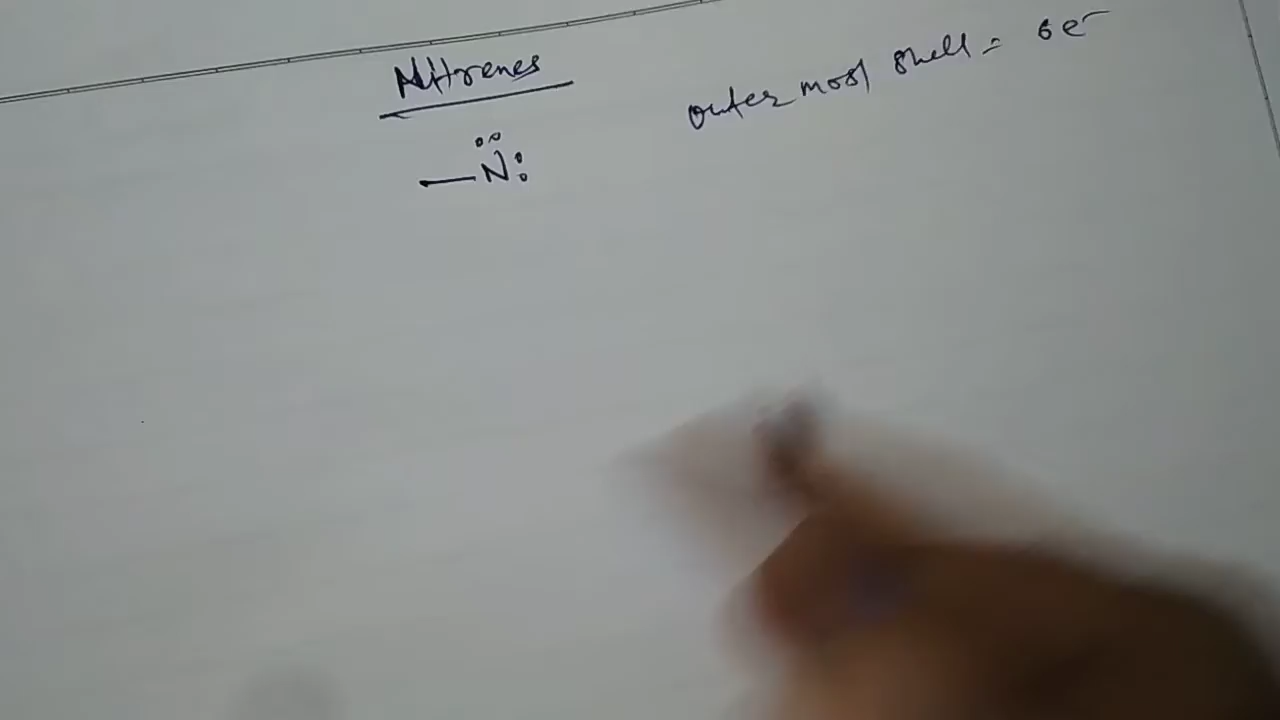 Nitrenes
outer most shell = 6e⁻
—N̈: